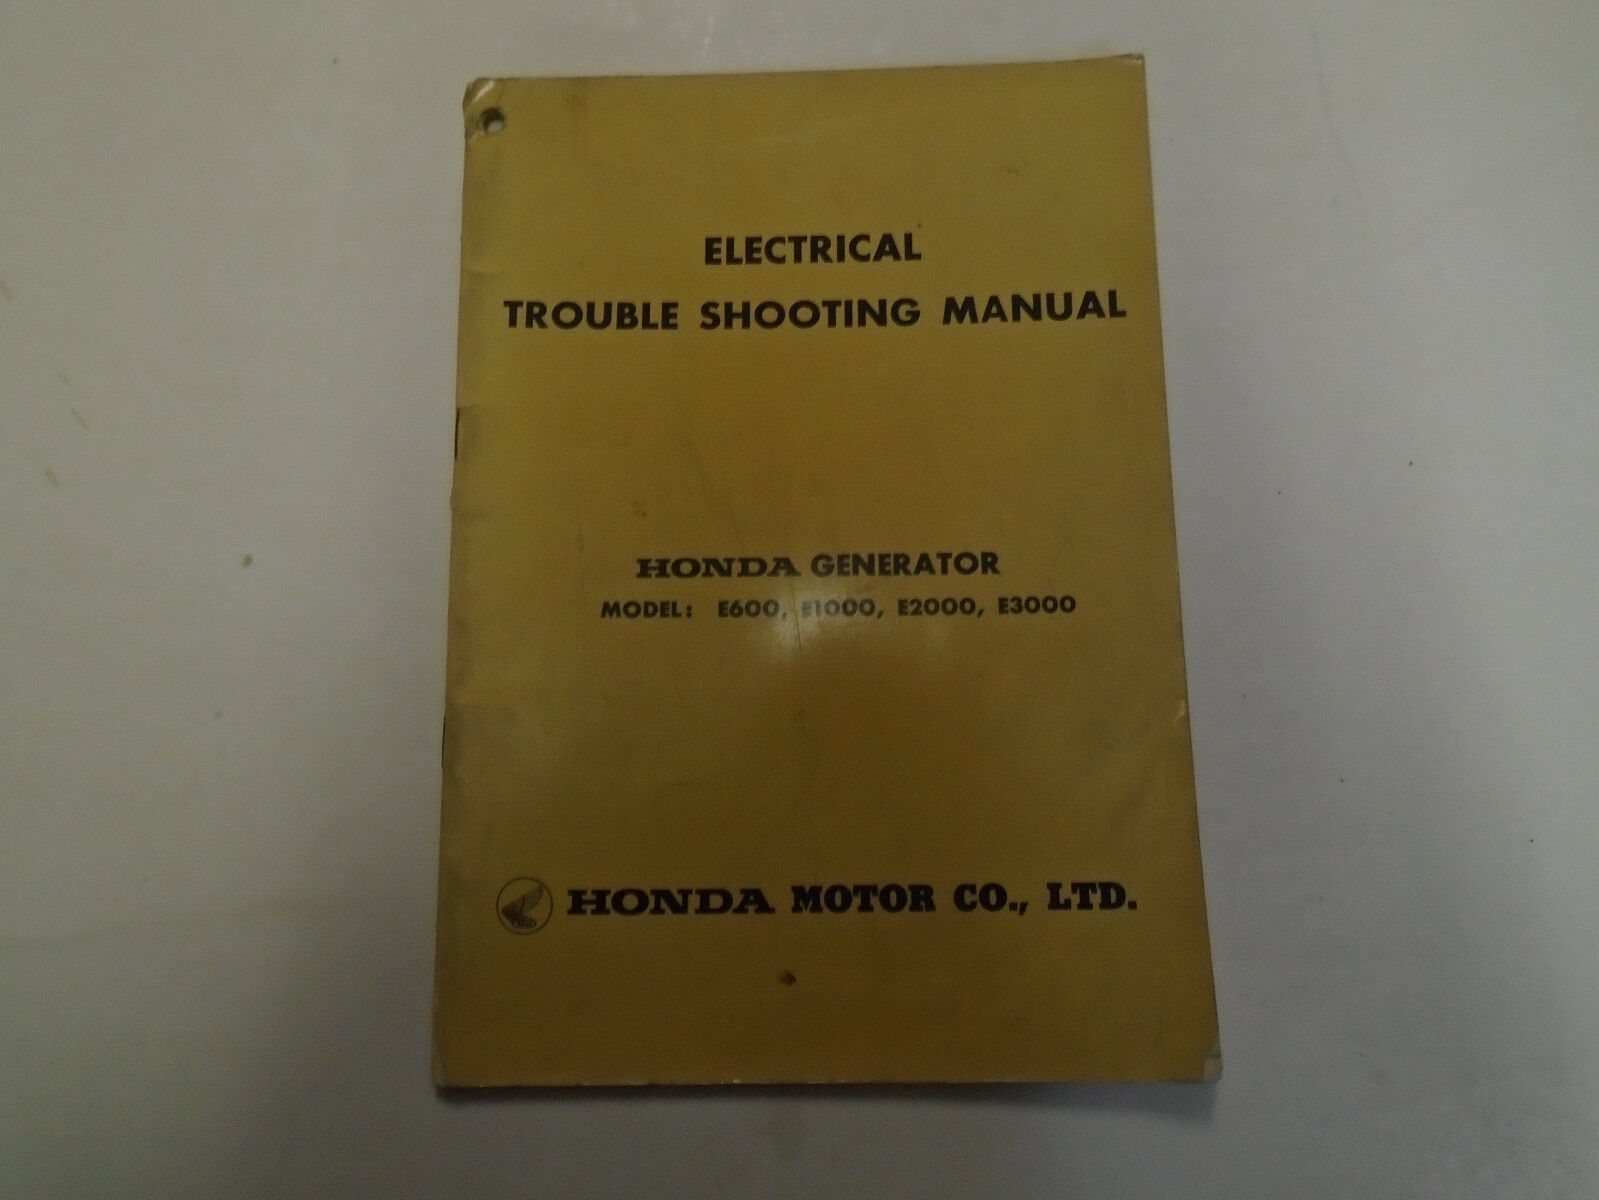 ELECTRICAL
TROUBLE SHOOTING MANUAL
HONDA GENERATOR
MODEL: E600, E1000, E2000, E3000
HONDA MOTOR CO., LTD.